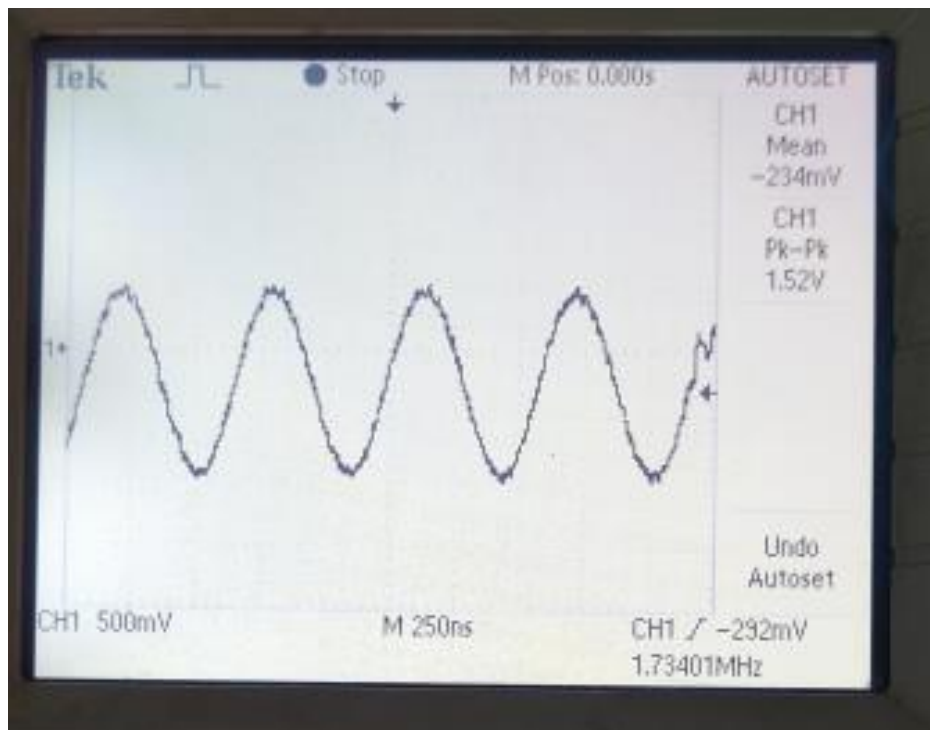 Tek Stop M Pos: 0.000s AUTOSET
CH1
Mean
-234mV
CH1
Pk-Pk
1.52V
1
Undo
Autoset
CH1 500mV M 250ns CH1 -292mV
1.73401MHz